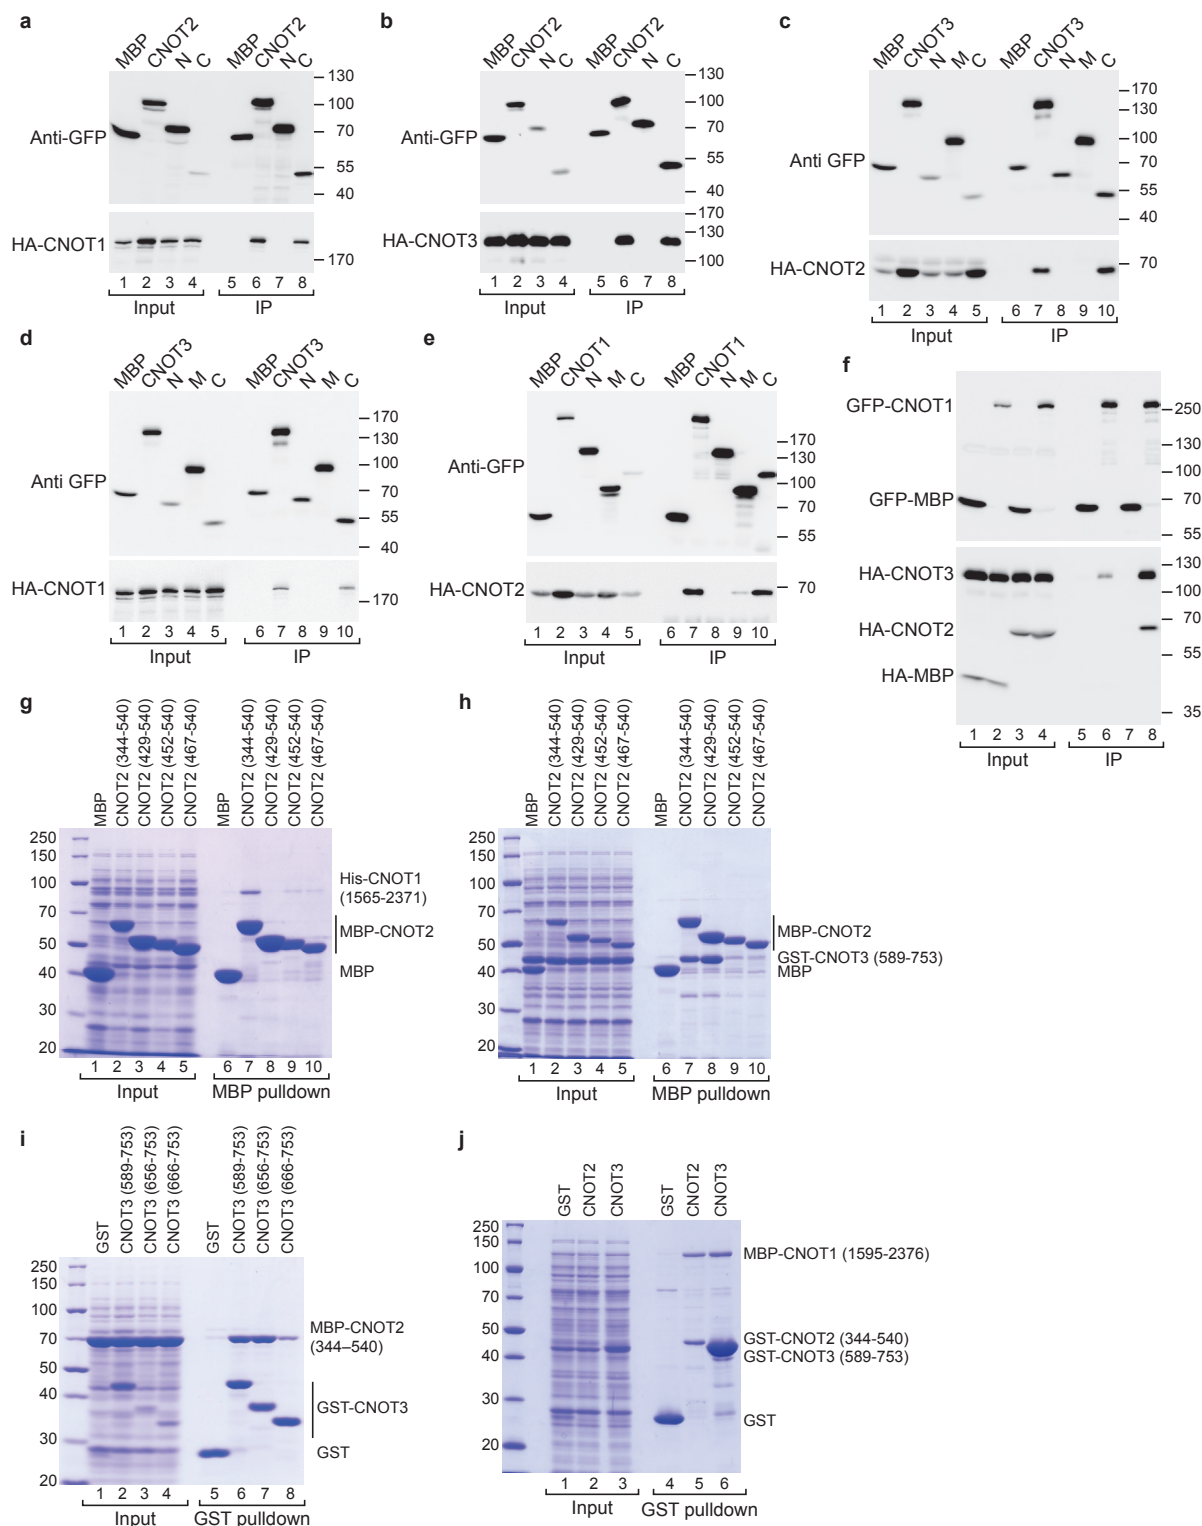 a
MBP
CNOT2
N
C
MBP
CNOT2
N
C
130
100
70
55
40
Anti-GFP
HA-CNOT1
170
1 2 3 4 5 6 7 8
Input IP
b
MBP
CNOT2
N
C
MBP
CNOT2
N
C
130
100
70
55
40
Anti-GFP
170
HA-CNOT3
130
100
1 2 3 4 5 6 7 8
Input IP
c
MBP
CNOT3
N
M
C
MBP
CNOT3
N
M
C
170
130
100
70
55
40
Anti GFP
HA-CNOT2
70
1 2 3 4 5 6 7 8 9 10
Input IP
d
MBP
CNOT3
N
M
C
MBP
CNOT3
N
M
C
170
130
100
70
55
40
Anti GFP
HA-CNOT1
170
1 2 3 4 5 6 7 8 9 10
Input IP
e
MBP
CNOT1
N
M
C
MBP
CNOT1
N
M
C
170
130
100
70
55
Anti-GFP
HA-CNOT2
70
1 2 3 4 5 6 7 8 9 10
Input IP
f
GFP-CNOT1
250
130
100
GFP-MBP
70
55
HA-CNOT3
130
100
HA-CNOT2
70
55
HA-MBP
35
1 2 3 4 5 6 7 8
Input IP
g
MBP
CNOT2 (344-540)
CNOT2 (429-540)
CNOT2 (452-540)
CNOT2 (467-540)
MBP
CNOT2 (344-540)
CNOT2 (429-540)
CNOT2 (452-540)
CNOT2 (467-540)
250
150
100
70
50
40
30
20
His-CNOT1
(1565-2371)
MBP-CNOT2
MBP
1 2 3 4 5 6 7 8 9 10
Input MBP pulldown
h
MBP
CNOT2 (344-540)
CNOT2 (429-540)
CNOT2 (452-540)
CNOT2 (467-540)
MBP
CNOT2 (344-540)
CNOT2 (429-540)
CNOT2 (452-540)
CNOT2 (467-540)
250
150
100
70
50
40
30
20
MBP-CNOT2
GST-CNOT3 (589-753)
MBP
1 2 3 4 5 6 7 8 9 10
Input MBP pulldown
i
GST
CNOT3 (589-753)
CNOT3 (656-753)
CNOT3 (666-753)
GST
CNOT3 (589-753)
CNOT3 (656-753)
CNOT3 (666-753)
250
150
100
70
50
40
30
20
MBP-CNOT2
(344–540)
GST-CNOT3
GST
1 2 3 4 5 6 7 8
Input GST pulldown
j
GST
CNOT2
CNOT3
GST
CNOT2
CNOT3
250
150
100
70
50
40
30
20
MBP-CNOT1 (1595-2376)
GST-CNOT2 (344-540)
GST-CNOT3 (589-753)
GST
1 2 3 4 5 6
Input GST pulldown